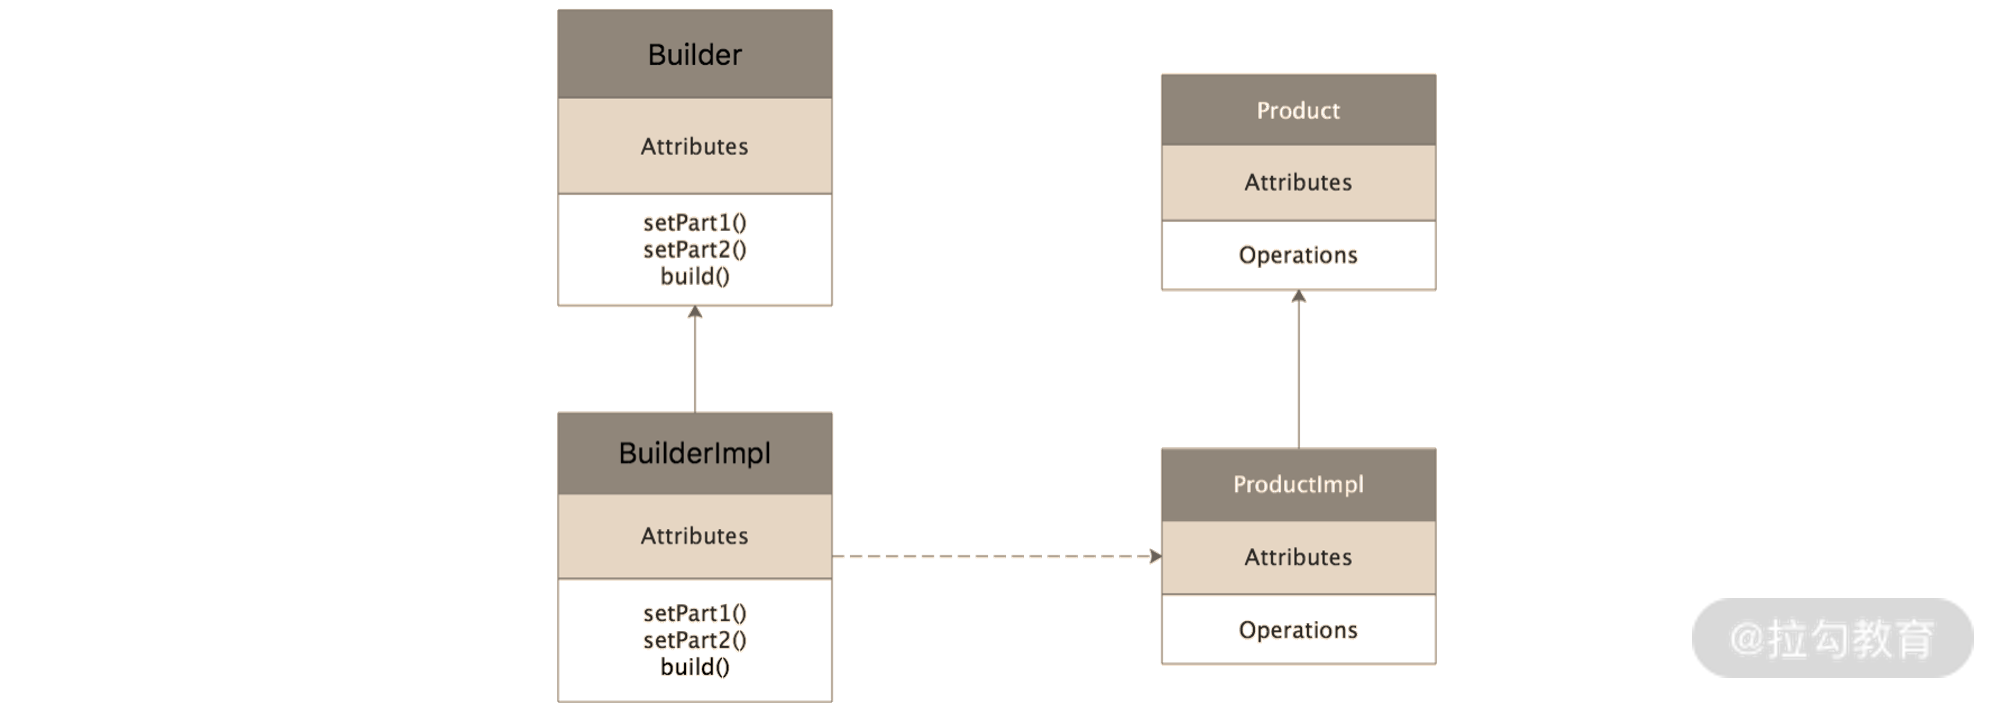 Builder
Attributes
setPart1()
setPart2()
build()
Product
Attributes
Operations
BuilderImpl
Attributes
setPart1()
setPart2()
build()
ProductImpl
Attributes
Operations
@拉勾教育